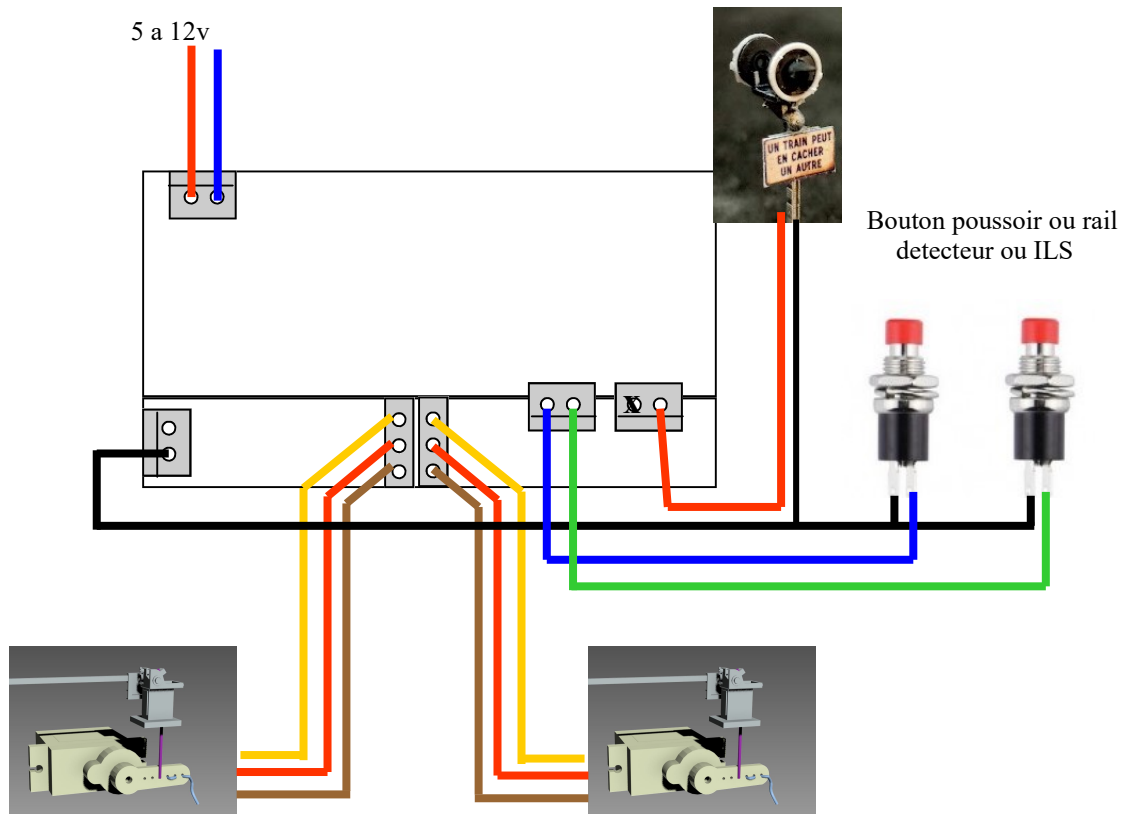 5 a 12v
UN TRAIN PEUT
EN CACHER
UN AUTRE
Bouton poussoir ou rail
detecteur ou ILS
X